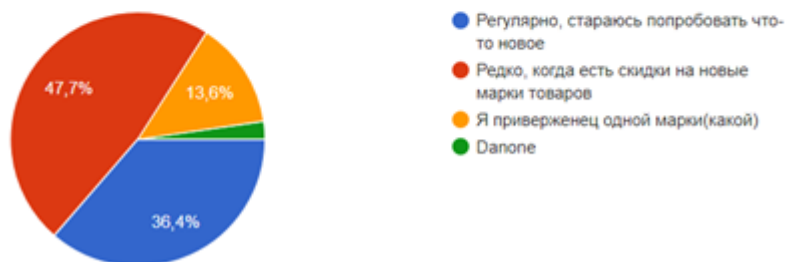 47,7%
13,6%
36,4%
Регулярно, стараюсь попробовать что-
то новое
Редко, когда есть скидки на новые
марки товаров
Я приверженец одной марки(какой)
Danone